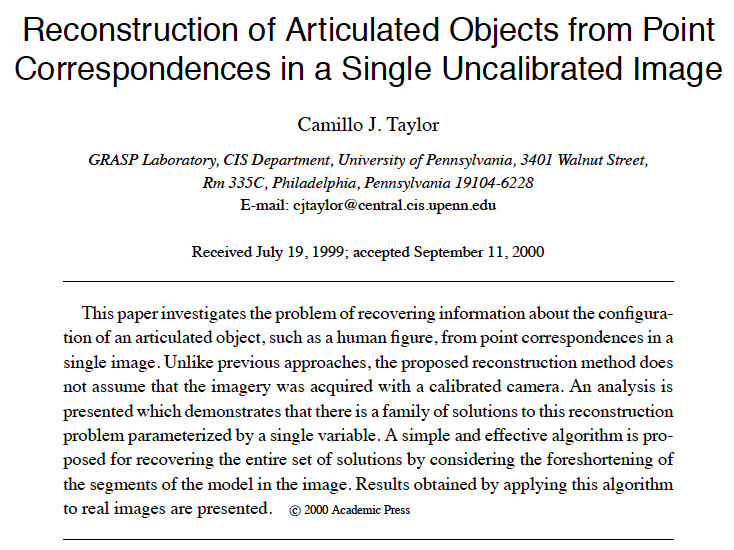 Reconstruction of Articulated Objects from Point
Correspondences in a Single Uncalibrated Image
Camillo J. Taylor
GRASP Laboratory, CIS Department, University of Pennsylvania, 3401 Walnut Street,
Rm 335C, Philadelphia, Pennsylvania 19104-6228
E-mail: cjtaylor@central.cis.upenn.edu
Received July 19, 1999; accepted September 11, 2000
This paper investigates the problem of recovering information about the configura-
tion of an articulated object, such as a human figure, from point correspondences in a
single image. Unlike previous approaches, the proposed reconstruction method does
not assume that the imagery was acquired with a calibrated camera. An analysis is
presented which demonstrates that there is a family of solutions to this reconstruction
problem parameterized by a single variable. A simple and effective algorithm is pro-
posed for recovering the entire set of solutions by considering the foreshortening of
the segments of the model in the image. Results obtained by applying this algorithm
to real images are presented. © 2000 Academic Press